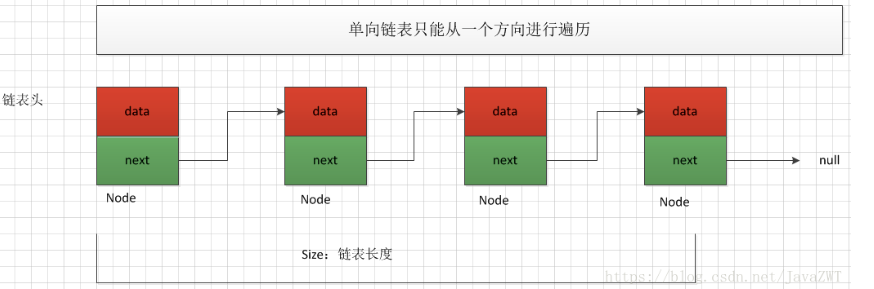 单向链表只能从一个方向进行遍历
链表头
data data data data
next next next next null
Node Node Node Node
Size：链表长度
https://blog.csdn.net/JavaZWT